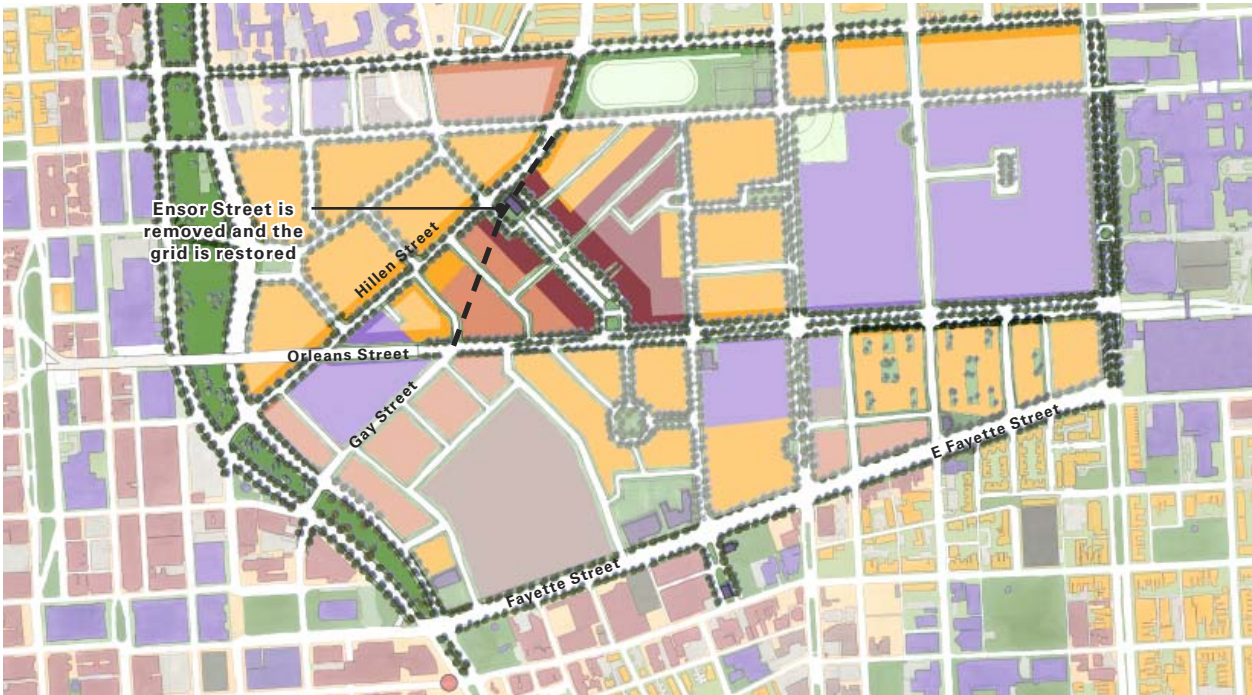 Ensor Street is
removed and the
grid is restored
Hillen Street
Orleans Street
Gay Street
E Fayette Street
Fayette Street